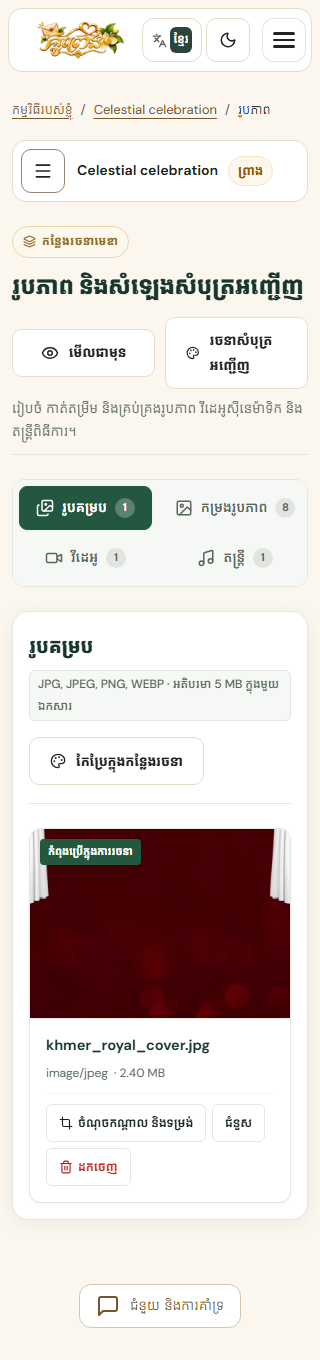 ខ្មែរ
កម្មវិធីរបស់ខ្ញុំ / Celestial celebration / រូបភាព
Celestial celebration ព្រាង
កន្លែងរចនាមេឌា
រូបភាព និងសំឡេងសំបុត្រអញ្ជើញ
មើលជាមុន
រចនាសំបុត្រ
អញ្ជើញ
រៀបចំ កាត់តម្រឹម និងគ្រប់គ្រងរូបភាព វីដេអូស៊ីនេម៉ាទិក និង
តន្ត្រីពិធីការ។
រូបគម្រប 1
កម្រងរូបភាព 8
វីដេអូ 1
តន្ត្រី 1
រូបគម្រប
JPG, JPEG, PNG, WEBP · អតិបរមា 5 MB ក្នុងមួយ
ឯកសារ
កែប្រែក្នុងកន្លែងរចនា
កំពុងប្រើក្នុងការរចនា
khmer_royal_cover.jpg
image/jpeg · 2.40 MB
ចំណុចកណ្តាល និងទម្រង់
ជំនួស
ដកចេញ
ជំនួយ និងការគាំទ្រ